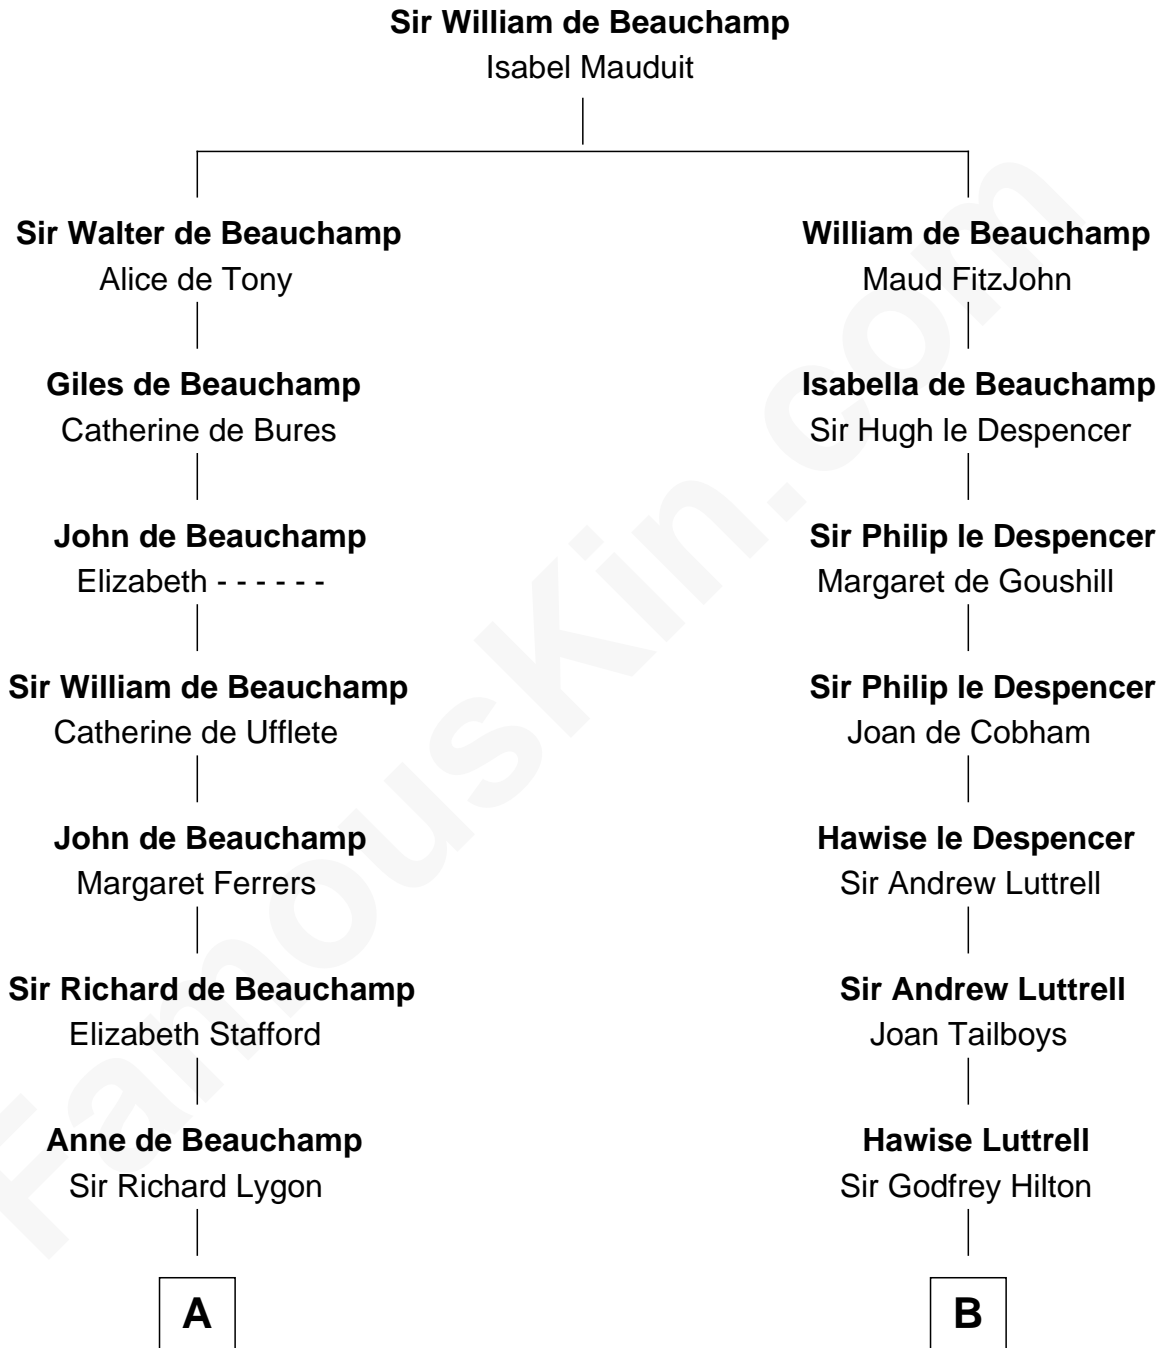 Sir William de Beauchamp
Isabel Mauduit
Sir Walter de Beauchamp
Alice de Tony
William de Beauchamp
Maud FitzJohn
Giles de Beauchamp
Catherine de Bures
Isabella de Beauchamp
Sir Hugh le Despencer
John de Beauchamp
Elizabeth - - - - - -
Sir Philip le Despencer
Margaret de Goushill
Sir William de Beauchamp
Catherine de Ufflete
Sir Philip le Despencer
Joan de Cobham
John de Beauchamp
Margaret Ferrers
Hawise le Despencer
Sir Andrew Luttrell
Sir Richard de Beauchamp
Elizabeth Stafford
Sir Andrew Luttrell
Joan Tailboys
Anne de Beauchamp
Sir Richard Lygon
Hawise Luttrell
Sir Godfrey Hilton
A
B
FamousKin.com